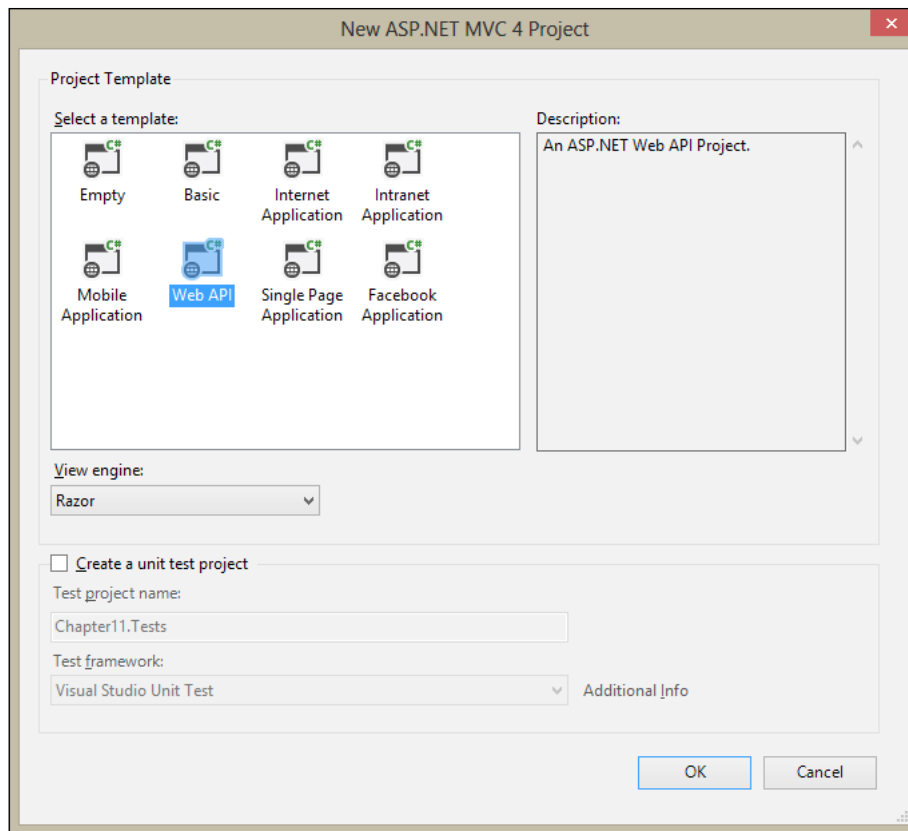 New ASP.NET MVC 4 Project
Project Template
Select a template:
Description:
C#
C#
C#
C#
Empty
Basic
Internet Application
Intranet Application
An ASP.NET Web API Project.
C#
C#
C#
C#
Mobile Application
Web API
Single Page Application
Facebook Application
View engine:
Razor
Create a unit test project
Test project name:
Chapter11.Tests
Test framework:
Visual Studio Unit Test
Additional Info
OK
Cancel